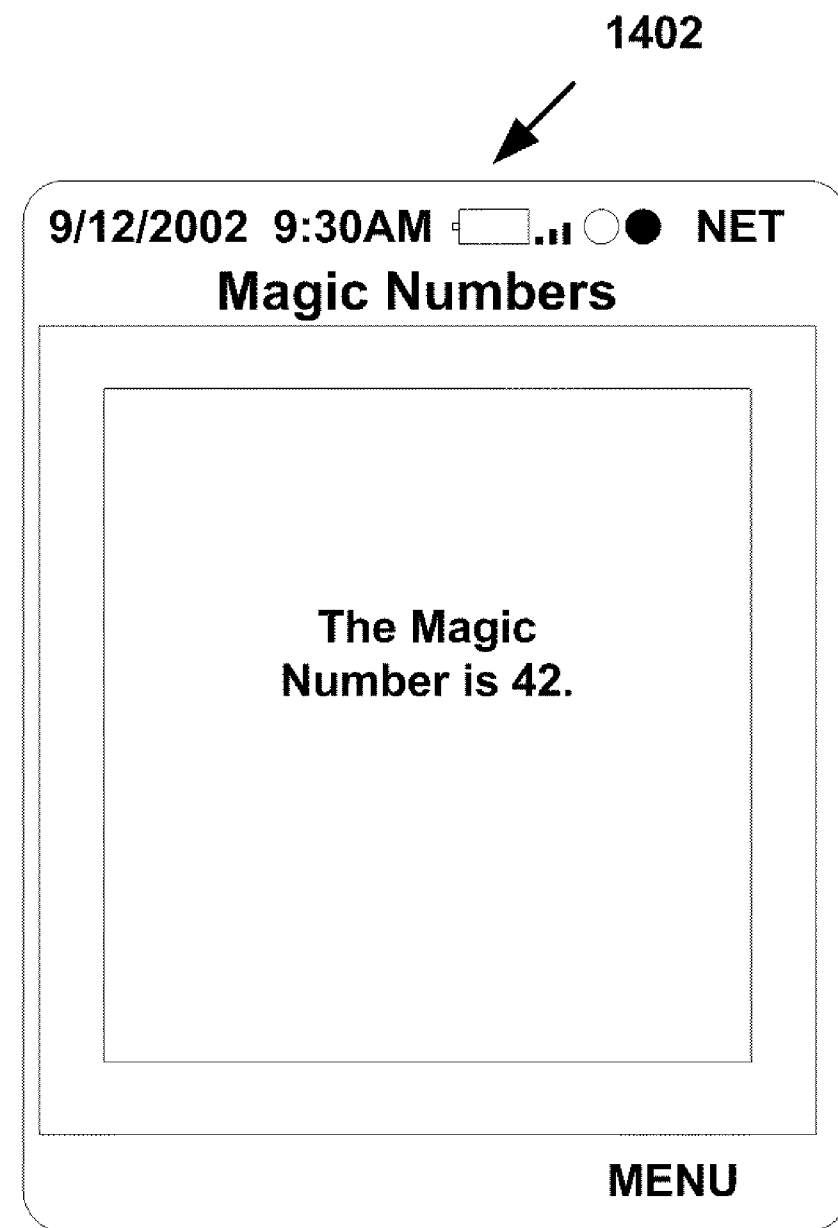 1402
9/12/2002 9:30AM NET
Magic Numbers
The Magic
Number is 42.
MENU